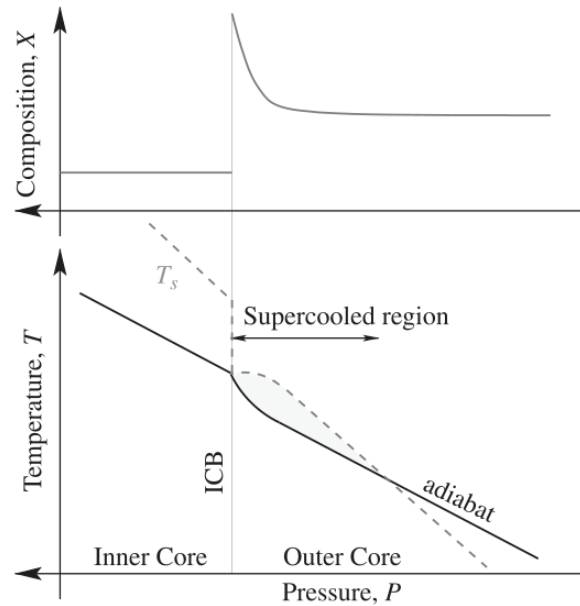 Composition, X
T_s
Supercooled region
Temperature, T
ICB
adiabat
Inner Core
Outer Core
Pressure, P